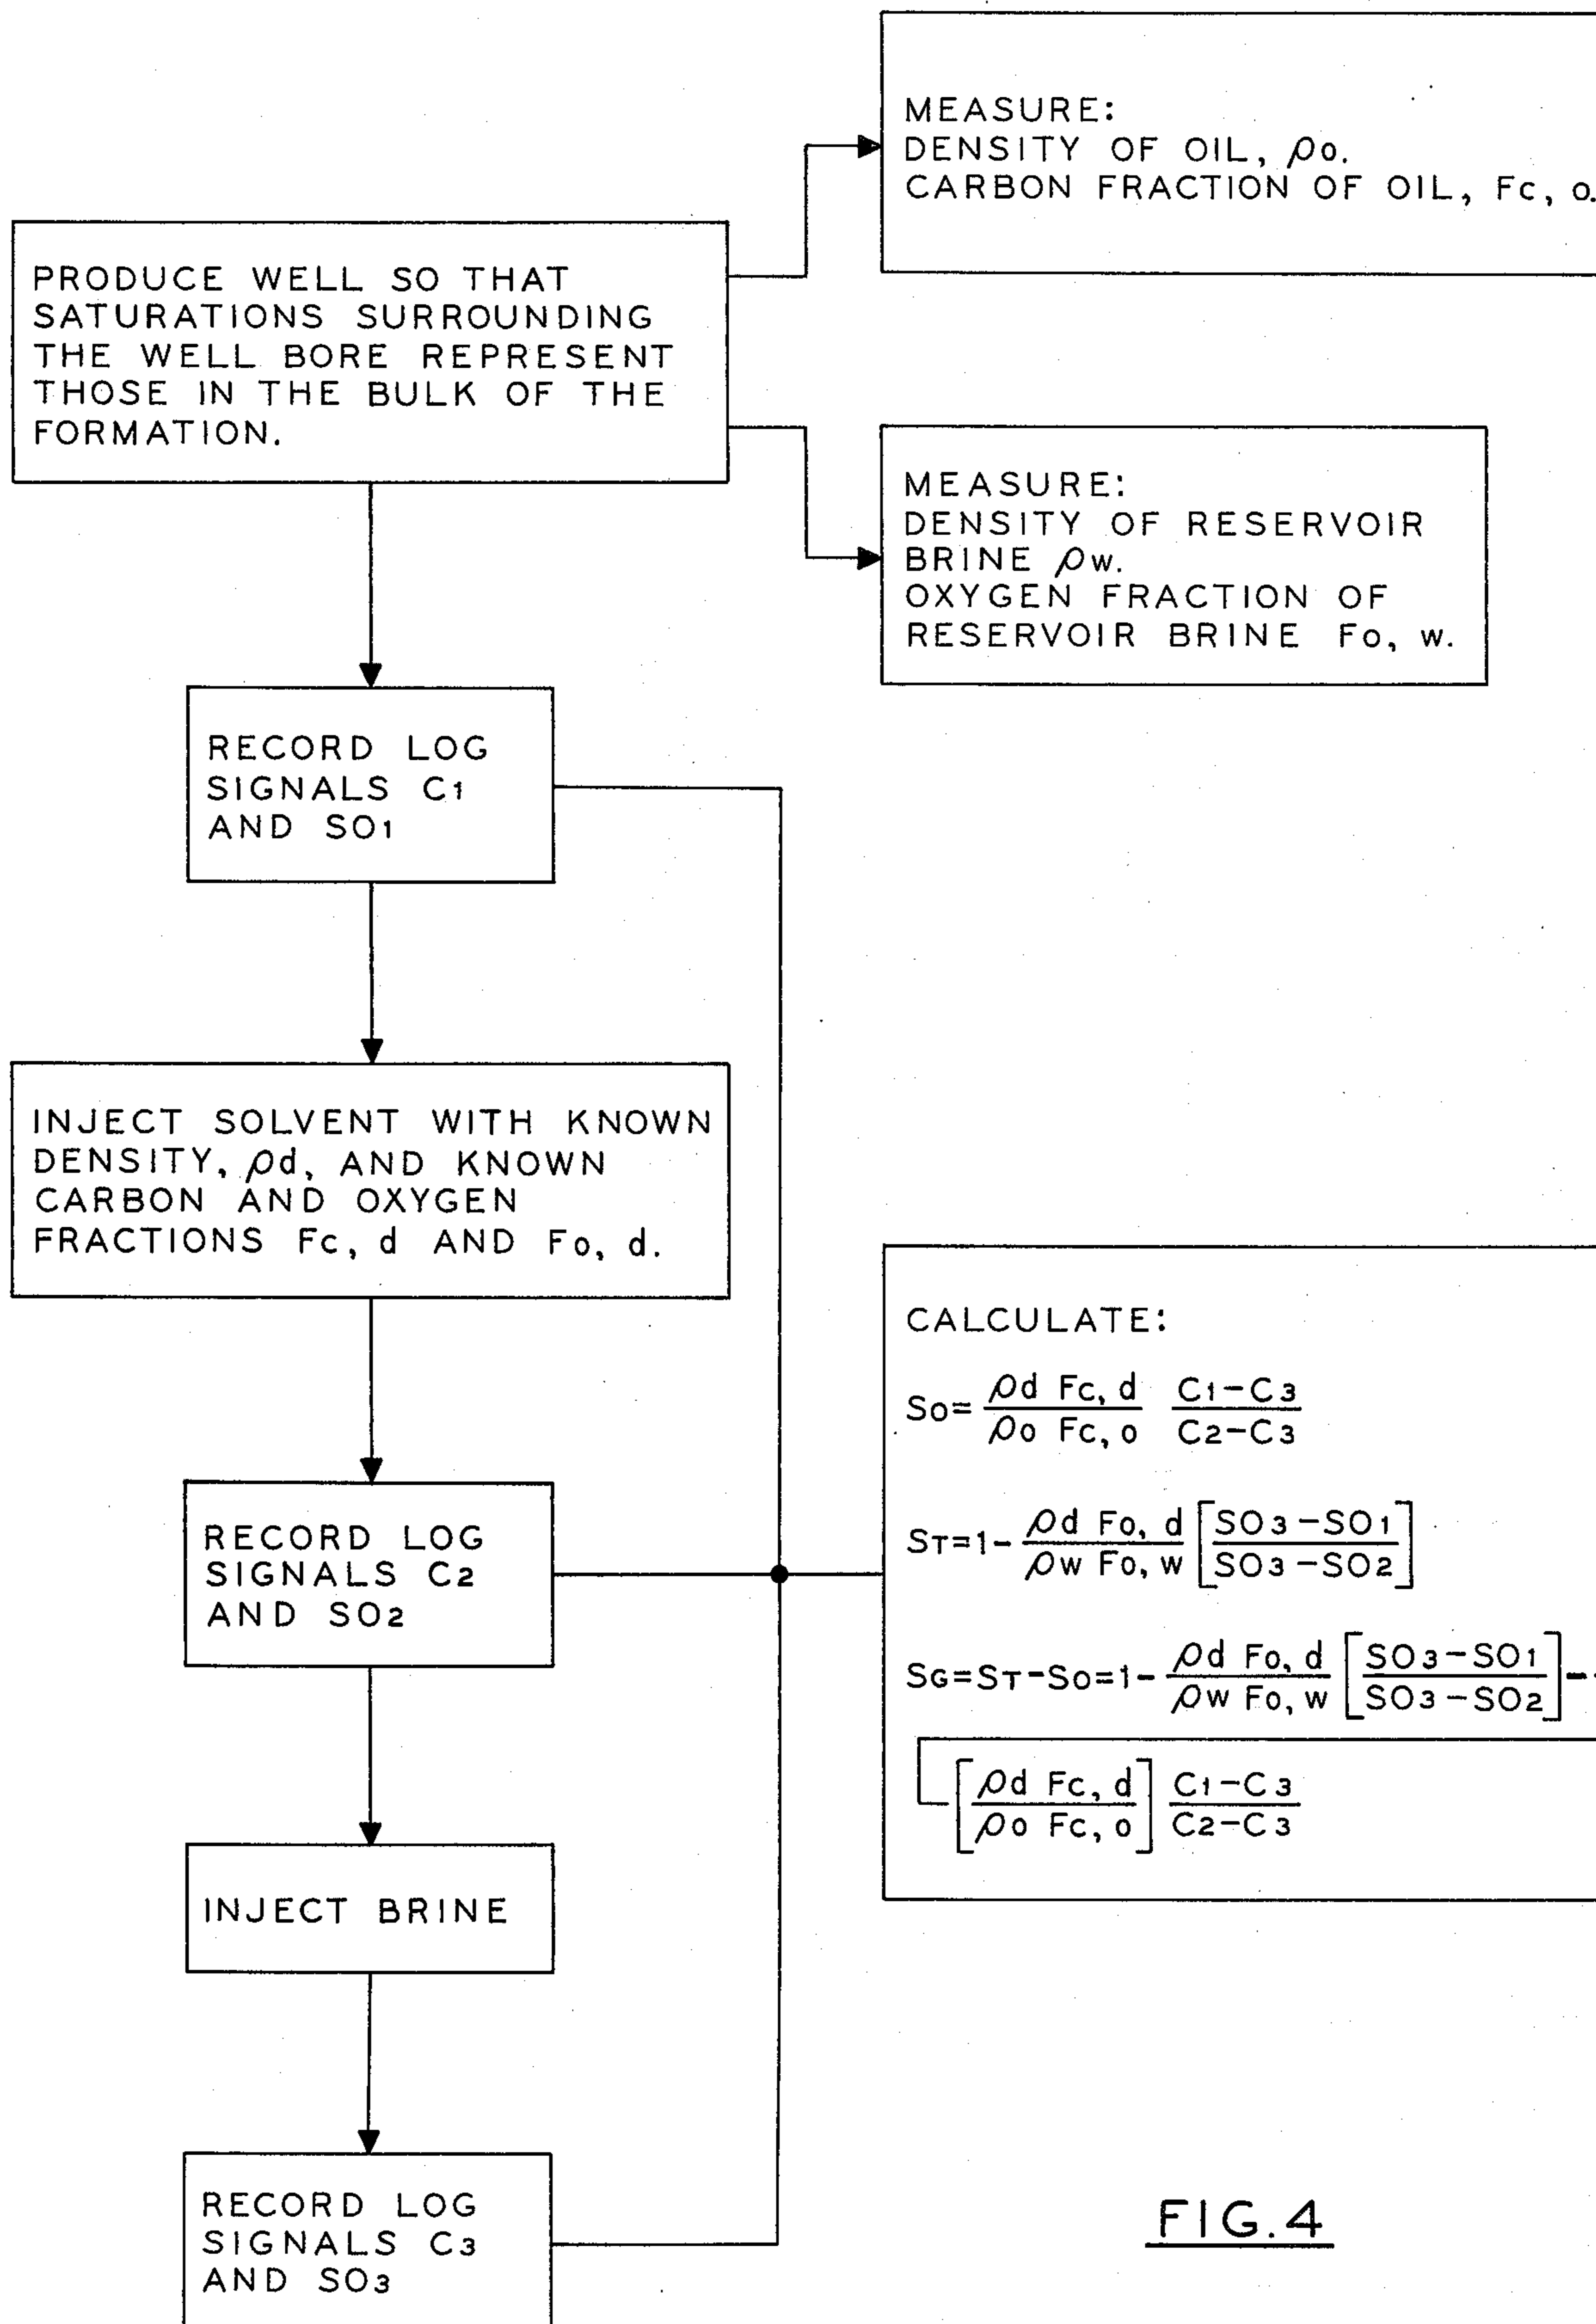 MEASURE:
DENSITY OF OIL, ρo.
CARBON FRACTION OF OIL, Fc, o.
PRODUCE WELL SO THAT
SATURATIONS SURROUNDING
THE WELL BORE REPRESENT
THOSE IN THE BULK OF THE
FORMATION.
MEASURE:
DENSITY OF RESERVOIR
BRINE ρw.
OXYGEN FRACTION OF
RESERVOIR BRINE Fo, w.
RECORD LOG
SIGNALS C1
AND SO1
INJECT SOLVENT WITH KNOWN
DENSITY, ρd, AND KNOWN
CARBON AND OXYGEN
FRACTIONS Fc, d AND Fo, d.
RECORD LOG
SIGNALS C2
AND SO2
INJECT BRINE
RECORD LOG
SIGNALS C3
AND SO3
CALCULATE:
So= ρd Fc, d / ρo Fc, o C1-C3 / C2-C3
ST=1- ρd Fo, d / ρw Fo, w [SO3-SO1 / SO3-SO2]
SG=ST-So=1- ρd Fo, d / ρw Fo, w [SO3-SO1 / SO3-SO2] -
[ρd Fc, d / ρo Fc, o] C1-C3 / C2-C3
FIG.4